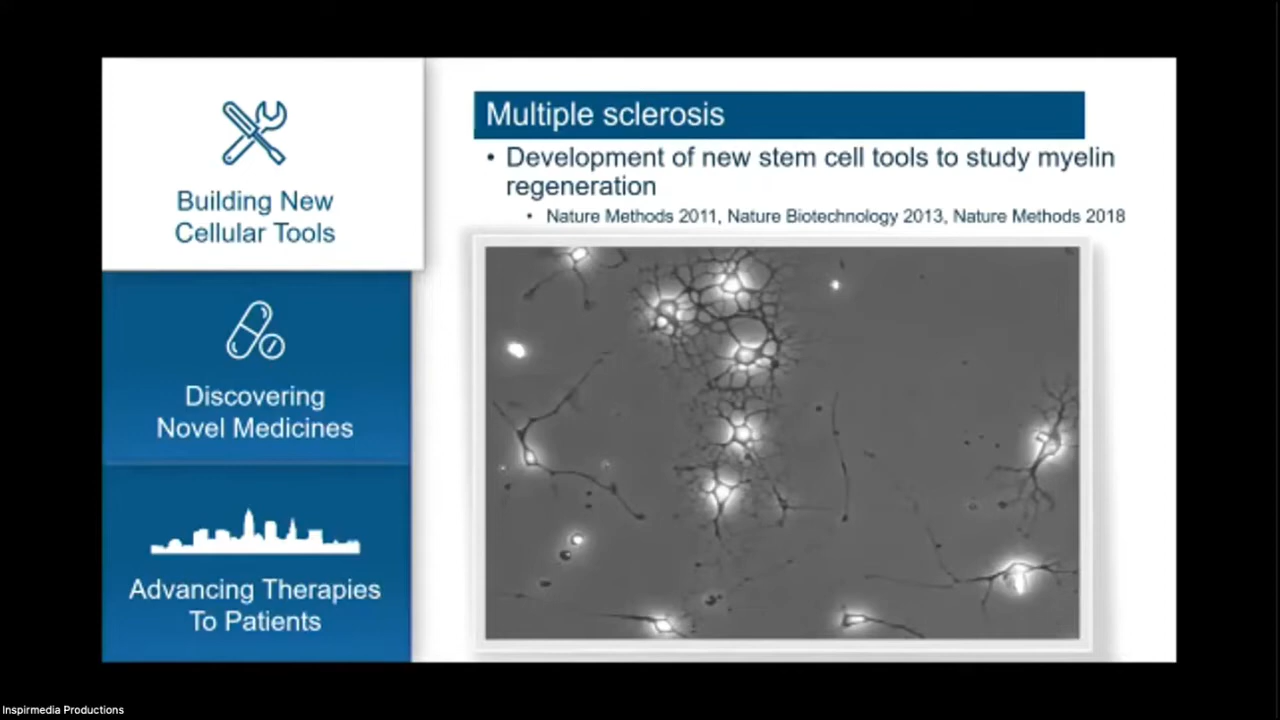 Building New
Cellular Tools
Discovering
Novel Medicines
Advancing Therapies
To Patients
Multiple sclerosis
• Development of new stem cell tools to study myelin
regeneration
• Nature Methods 2011, Nature Biotechnology 2013, Nature Methods 2018
Inspirmedia Productions